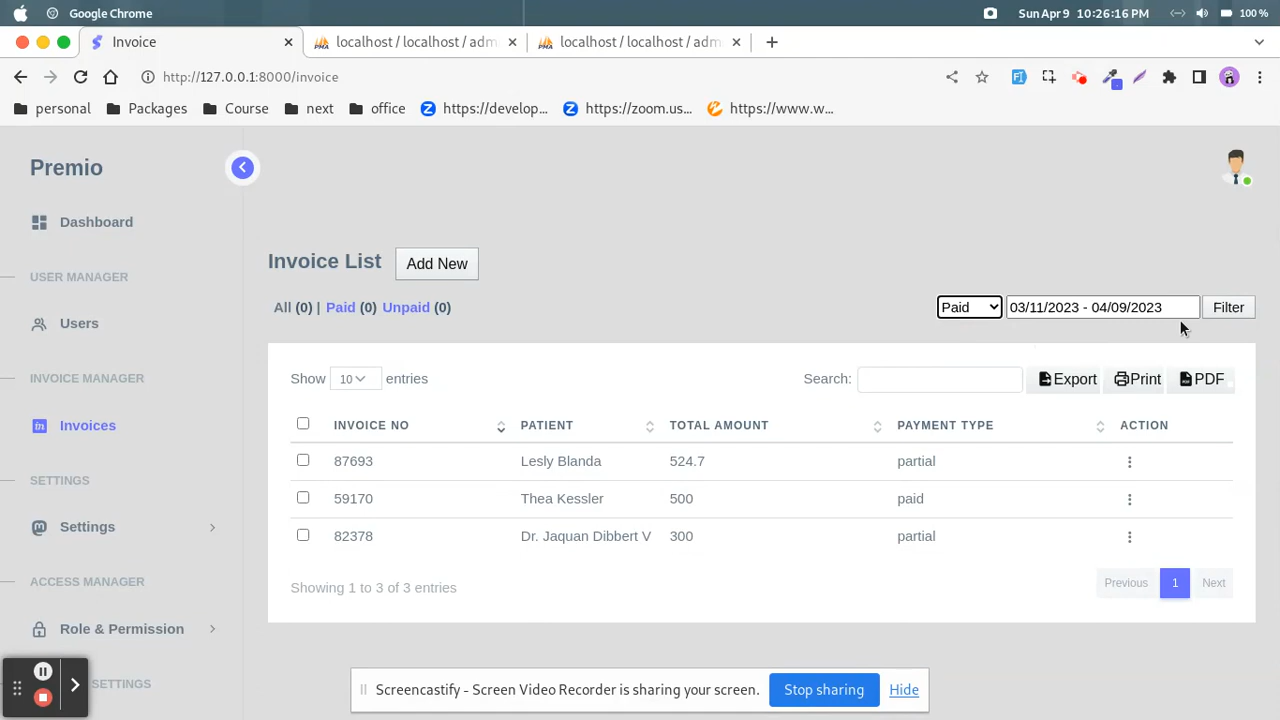 Google Chrome
Sun Apr 9 10:26:16 PM
100 %
Invoice
localhost / localhost / adm
localhost / localhost / adm
http://127.0.0.1:8000/invoice
personal
Packages
Course
next
office
https://develop...
https://zoom.us...
https://www.w...
Premio
Dashboard
USER MANAGER
Users
INVOICE MANAGER
Invoices
SETTINGS
Settings
ACCESS MANAGER
Role & Permission
SETTINGS
Invoice List
Add New
All (0) | Paid (0) Unpaid (0)
Paid
03/11/2023 - 04/09/2023
Filter
Show 10 entries
Search:
Export
Print
PDF
INVOICE NO PATIENT TOTAL AMOUNT PAYMENT TYPE ACTION
87693 Lesly Blanda 524.7 partial
59170 Thea Kessler 500 paid
82378 Dr. Jaquan Dibbert V 300 partial
Showing 1 to 3 of 3 entries
Previous 1 Next
Screencastify - Screen Video Recorder is sharing your screen.
Stop sharing
Hide